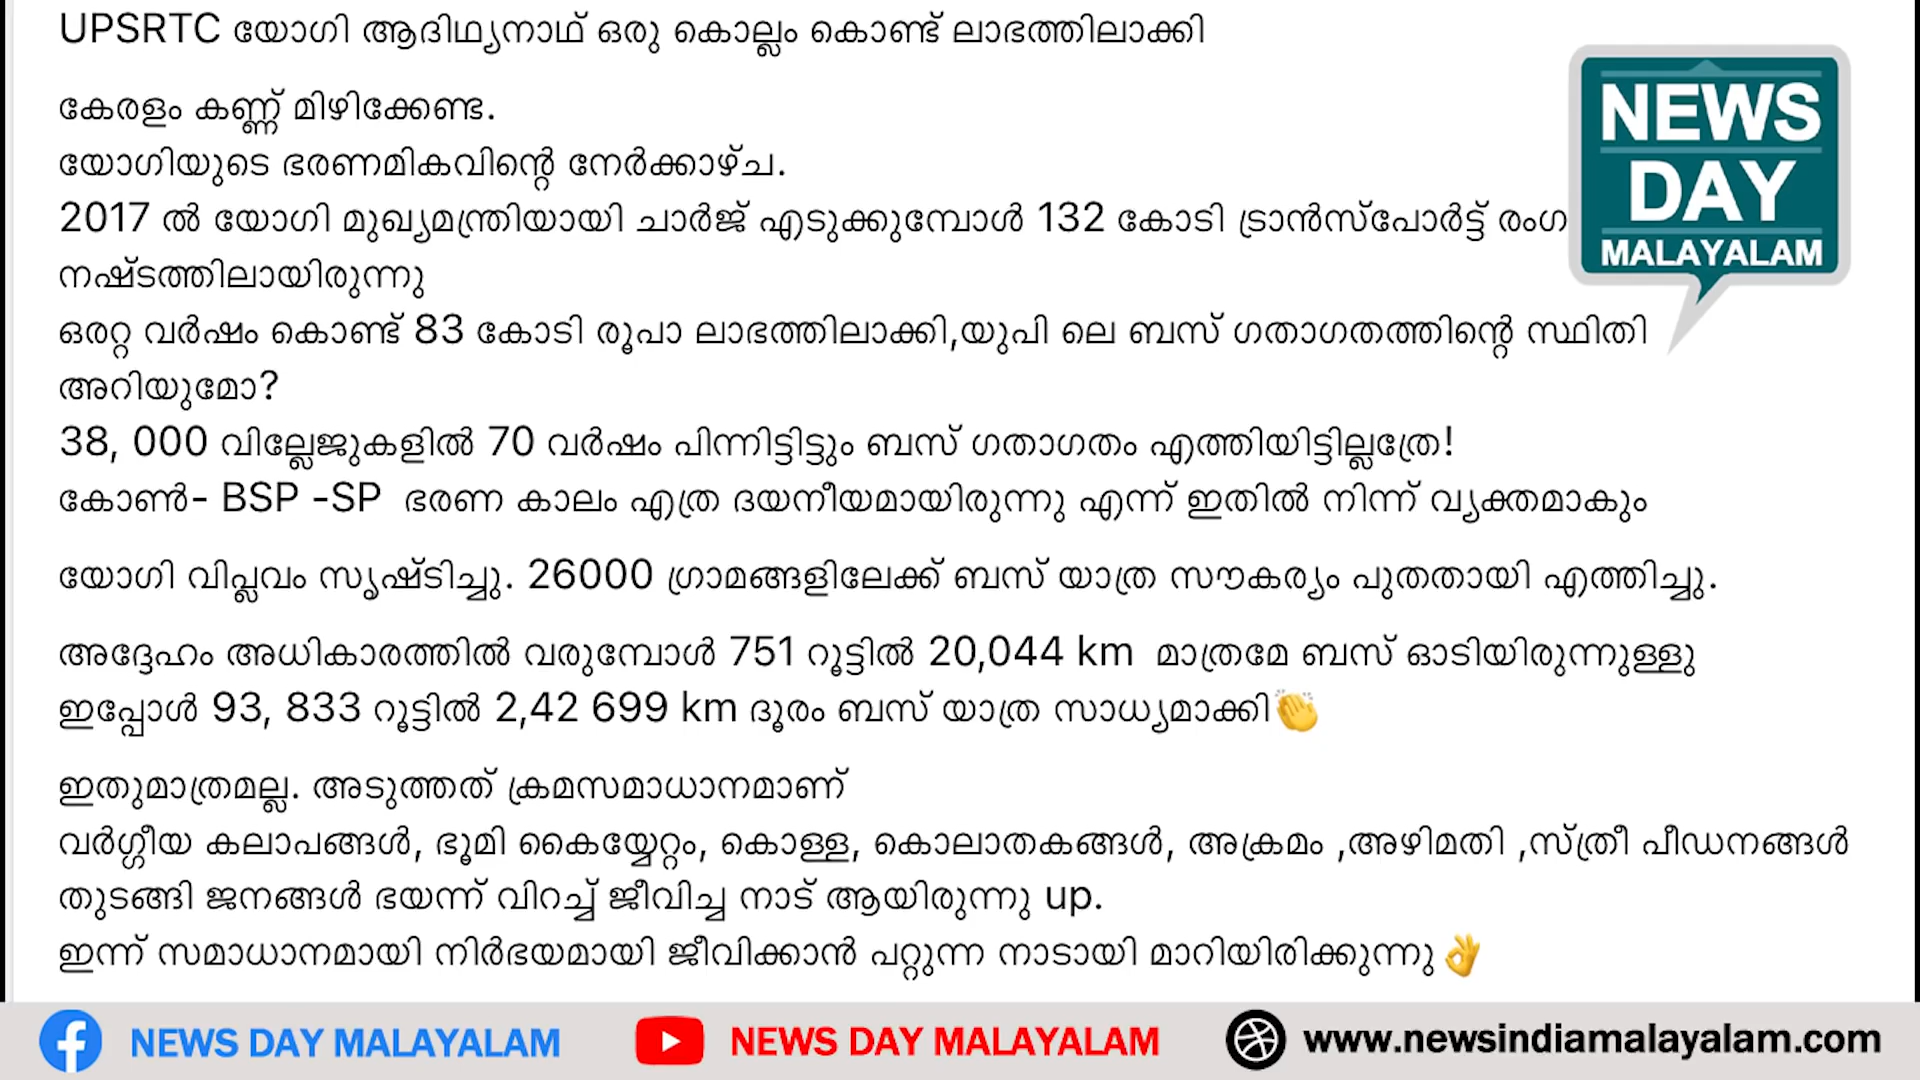 UPSRTC യോഗി ആദിഥ്യനാഥ് ഒരു കൊല്ലം കൊണ്ട് ലാഭത്തിലാക്കി
കേരളം കണ്ണ് മിഴിക്കേണ്ട.
യോഗിയുടെ ഭരണമികവിന്റെ നേർക്കാഴ്ച.
2017 ൽ യോഗി മുഖ്യമന്ത്രിയായി ചാർജ് എടുക്കുമ്പോൾ 132 കോടി ട്രാൻസ്പോർട്ട് രംഗ
നഷ്ടത്തിലായിരുന്നു
ഒരറ്റ വർഷം കൊണ്ട് 83 കോടി രൂപാ ലാഭത്തിലാക്കി,യുപി ലെ ബസ് ഗതാഗതത്തിന്റെ സ്ഥിതി
അറിയുമോ?
38, 000 വില്ലേജുകളിൽ 70 വർഷം പിന്നിട്ടിട്ടും ബസ് ഗതാഗതം എത്തിയിട്ടില്ലത്രേ!
കോൺ- BSP -SP ഭരണ കാലം എത്ര ദയനീയമായിരുന്നു എന്ന് ഇതിൽ നിന്ന് വ്യക്തമാകും
യോഗി വിപ്ലവം സൃഷ്ടിച്ചു. 26000 ഗ്രാമങ്ങളിലേക്ക് ബസ് യാത്ര സൗകര്യം പുതതായി എത്തിച്ചു.
അദ്ദേഹം അധികാരത്തിൽ വരുമ്പോൾ 751 റൂട്ടിൽ 20,044 km മാത്രമേ ബസ് ഓടിയിരുന്നുള്ളു
ഇപ്പോൾ 93, 833 റൂട്ടിൽ 2,42 699 km ദൂരം ബസ് യാത്ര സാധ്യമാക്കി👏
ഇതുമാത്രമല്ല. അടുത്തത് ക്രമസമാധാനമാണ്
വർഗ്ഗീയ കലാപങ്ങൾ, ഭൂമി കൈയ്യേറ്റം, കൊള്ള, കൊലാതകങ്ങൾ, അക്രമം ,അഴിമതി ,സ്ത്രീ പീഡനങ്ങൾ
തുടങ്ങി ജനങ്ങൾ ഭയന്ന് വിറച്ച് ജീവിച്ച നാട് ആയിരുന്നു up.
ഇന്ന് സമാധാനമായി നിർഭയമായി ജീവിക്കാൻ പറ്റുന്ന നാടായി മാറിയിരിക്കുന്നു👌
NEWS
DAY
MALAYALAM
NEWS DAY MALAYALAM
NEWS DAY MALAYALAM
www.newsindiamalayalam.com